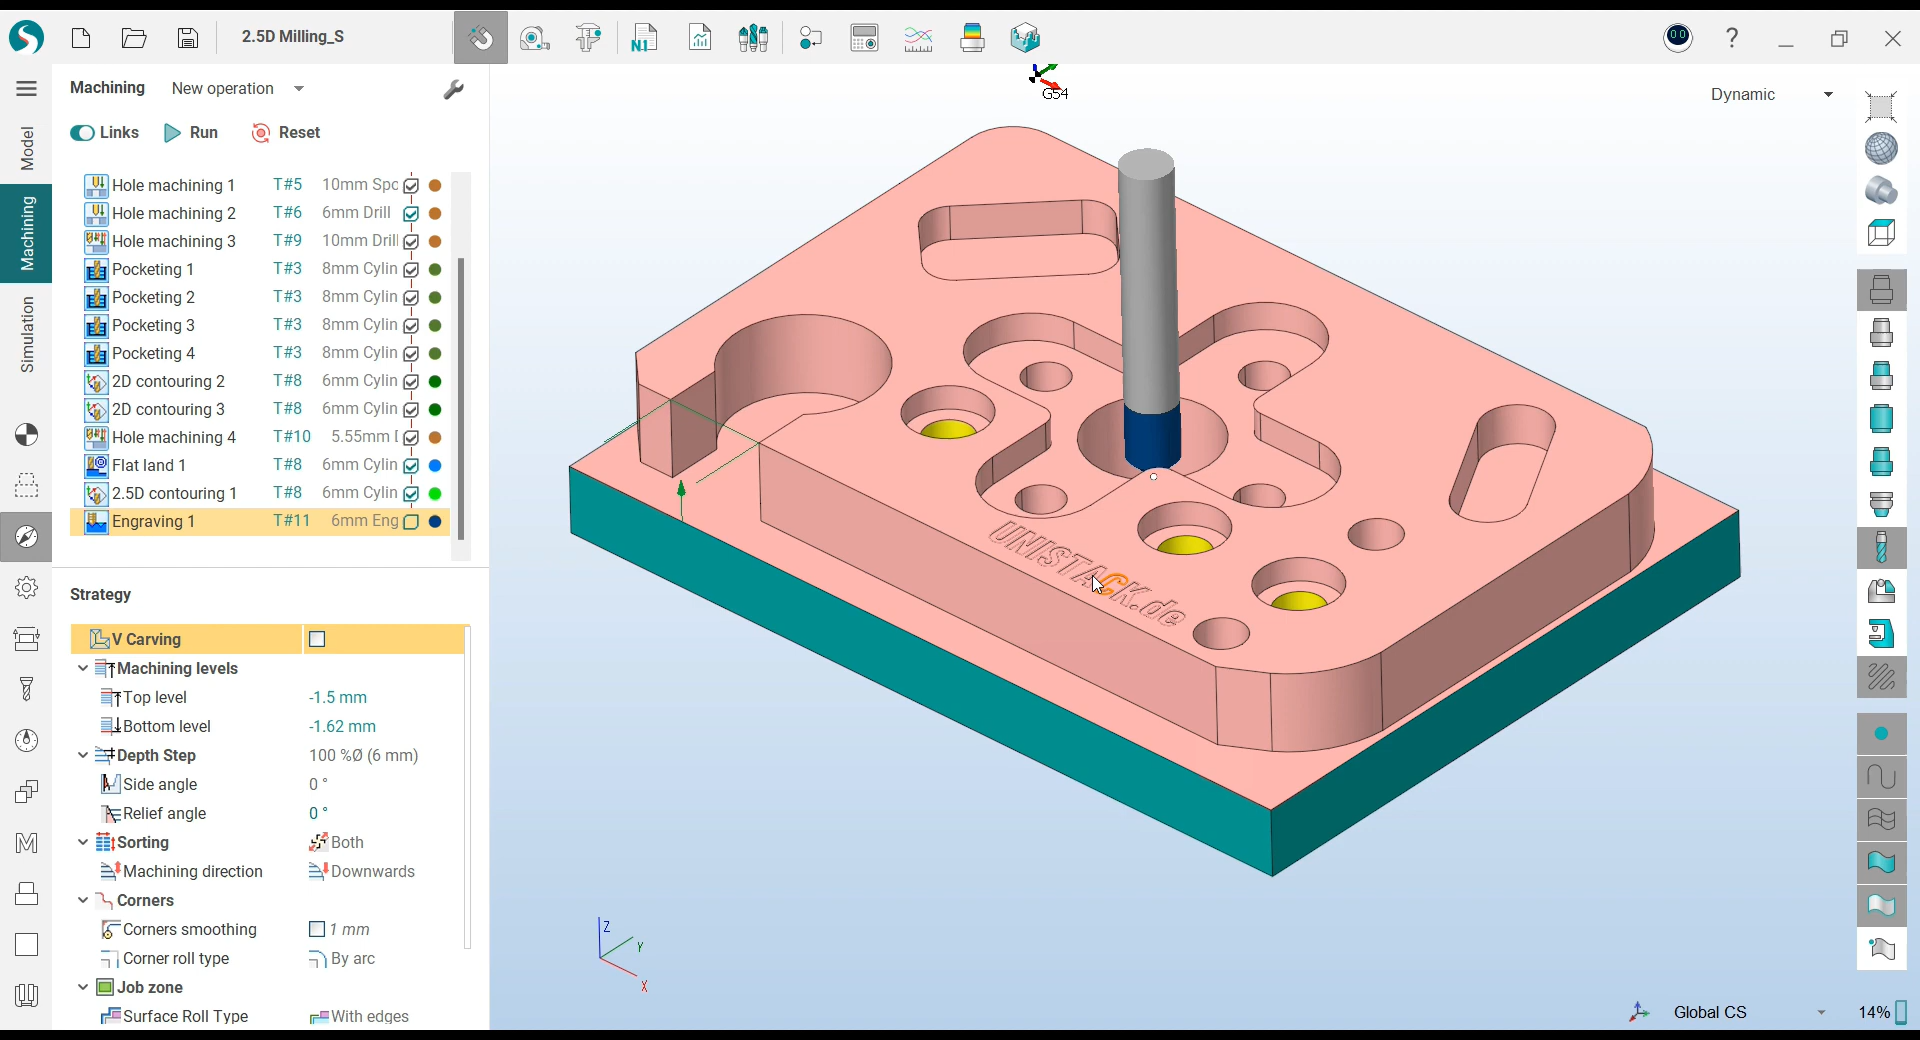 2.5D Milling_S
N1
?
Machining
New operation
Links
Run
Reset
Model
Machining
Simulation
Hole machining 1 T#5 10mm Spc
Hole machining 2 T#6 6mm Drill
Hole machining 3 T#9 10mm Dril
Pocketing 1 T#3 8mm Cylin
Pocketing 2 T#3 8mm Cylin
Pocketing 3 T#3 8mm Cylin
Pocketing 4 T#3 8mm Cylin
2D contouring 2 T#8 6mm Cylin
2D contouring 3 T#8 6mm Cylin
Hole machining 4 T#10 5.55mm
Flat land 1 T#8 6mm Cylin
2.5D contouring 1 T#8 6mm Cylin
Engraving 1 T#11 6mm Eng
Strategy
V Carving
Machining levels
Top level -1.5 mm
Bottom level -1.62 mm
Depth Step 100 %Ø (6 mm)
Side angle 0 °
Relief angle 0 °
Sorting Both
Machining direction Downwards
Corners
Corners smoothing 1 mm
Corner roll type By arc
Job zone
Surface Roll Type With edges
G54
Dynamic
UNISTACK.de
Z
Y
X
Global CS
14%